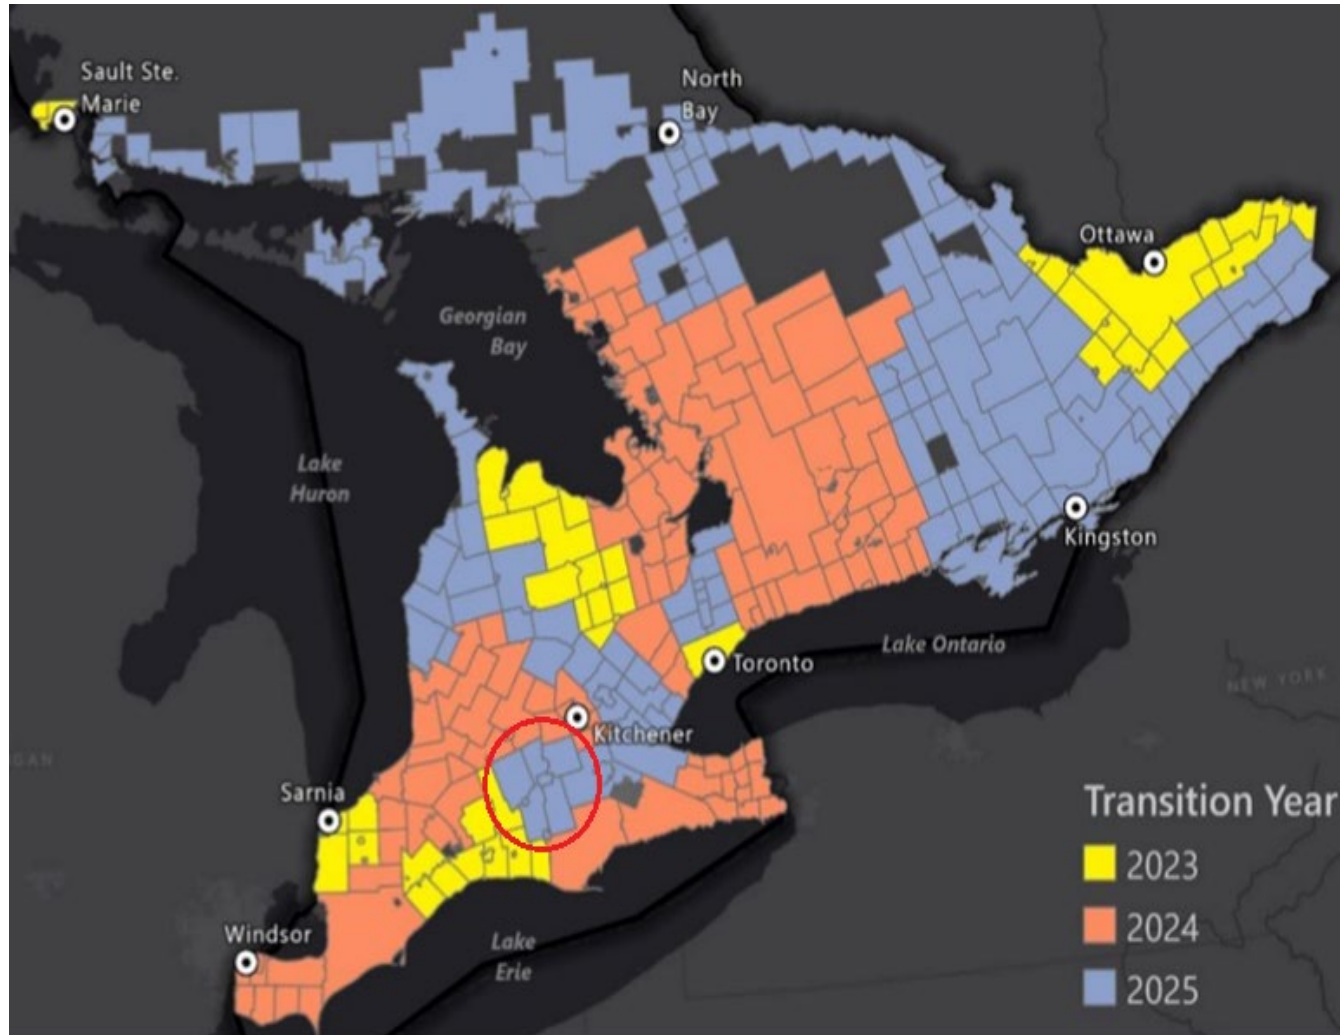 Sault Ste.
Marie
North
Bay
Ottawa
Georgian
Bay
Lake
Huron
Kingston
Toronto
Lake Ontario
NEW YORK
Kitchener
Sarnia
Transition Year
2023
2024
2025
Windsor
Lake
Erie